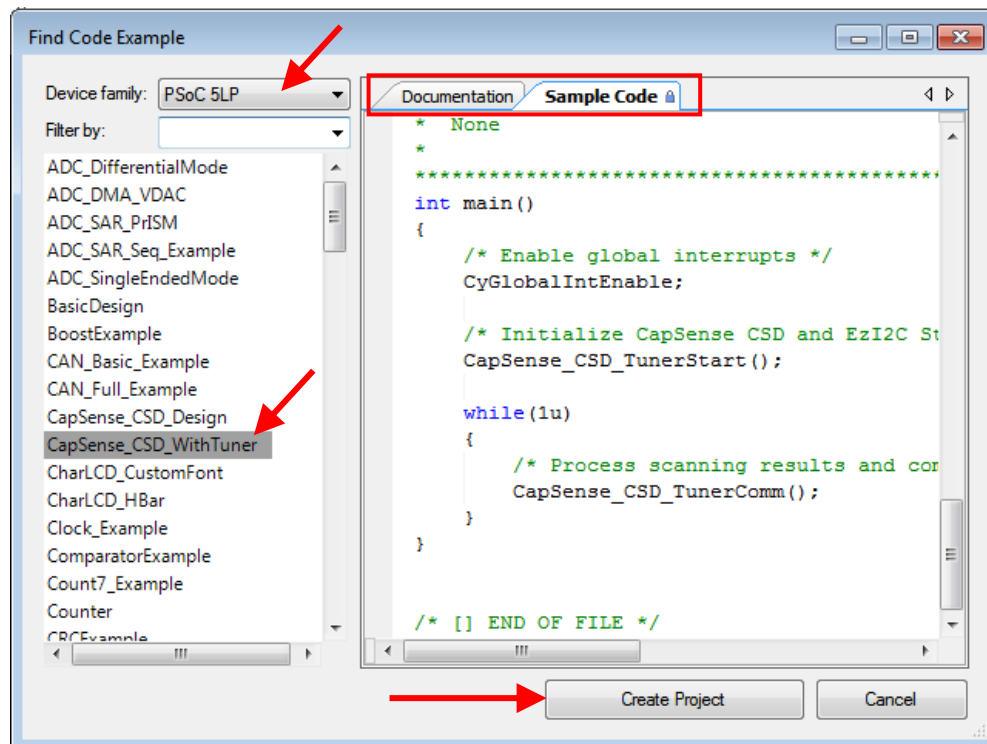 Find Code Example
Device family: PSoC 5LP
Filter by:
ADC_DifferentialMode
ADC_DMA_VDAC
ADC_SAR_PrISM
ADC_SAR_Seq_Example
ADC_SingleEndedMode
BasicDesign
BoostExample
CAN_Basic_Example
CAN_Full_Example
CapSense_CSD_Design
CapSense_CSD_WithTuner
CharLCD_CustomFont
CharLCD_HBar
Clock_Example
ComparatorExample
Count7_Example
Counter
CRCExample
Documentation Sample Code
* None
*
*********************************************
int main()
{
/* Enable global interrupts */
CyGlobalIntEnable;
/* Initialize CapSense CSD and EzI2C St
CapSense_CSD_TunerStart();
while(1u)
{
/* Process scanning results and com
CapSense_CSD_TunerComm();
}
}
/* [] END OF FILE */
Create Project Cancel